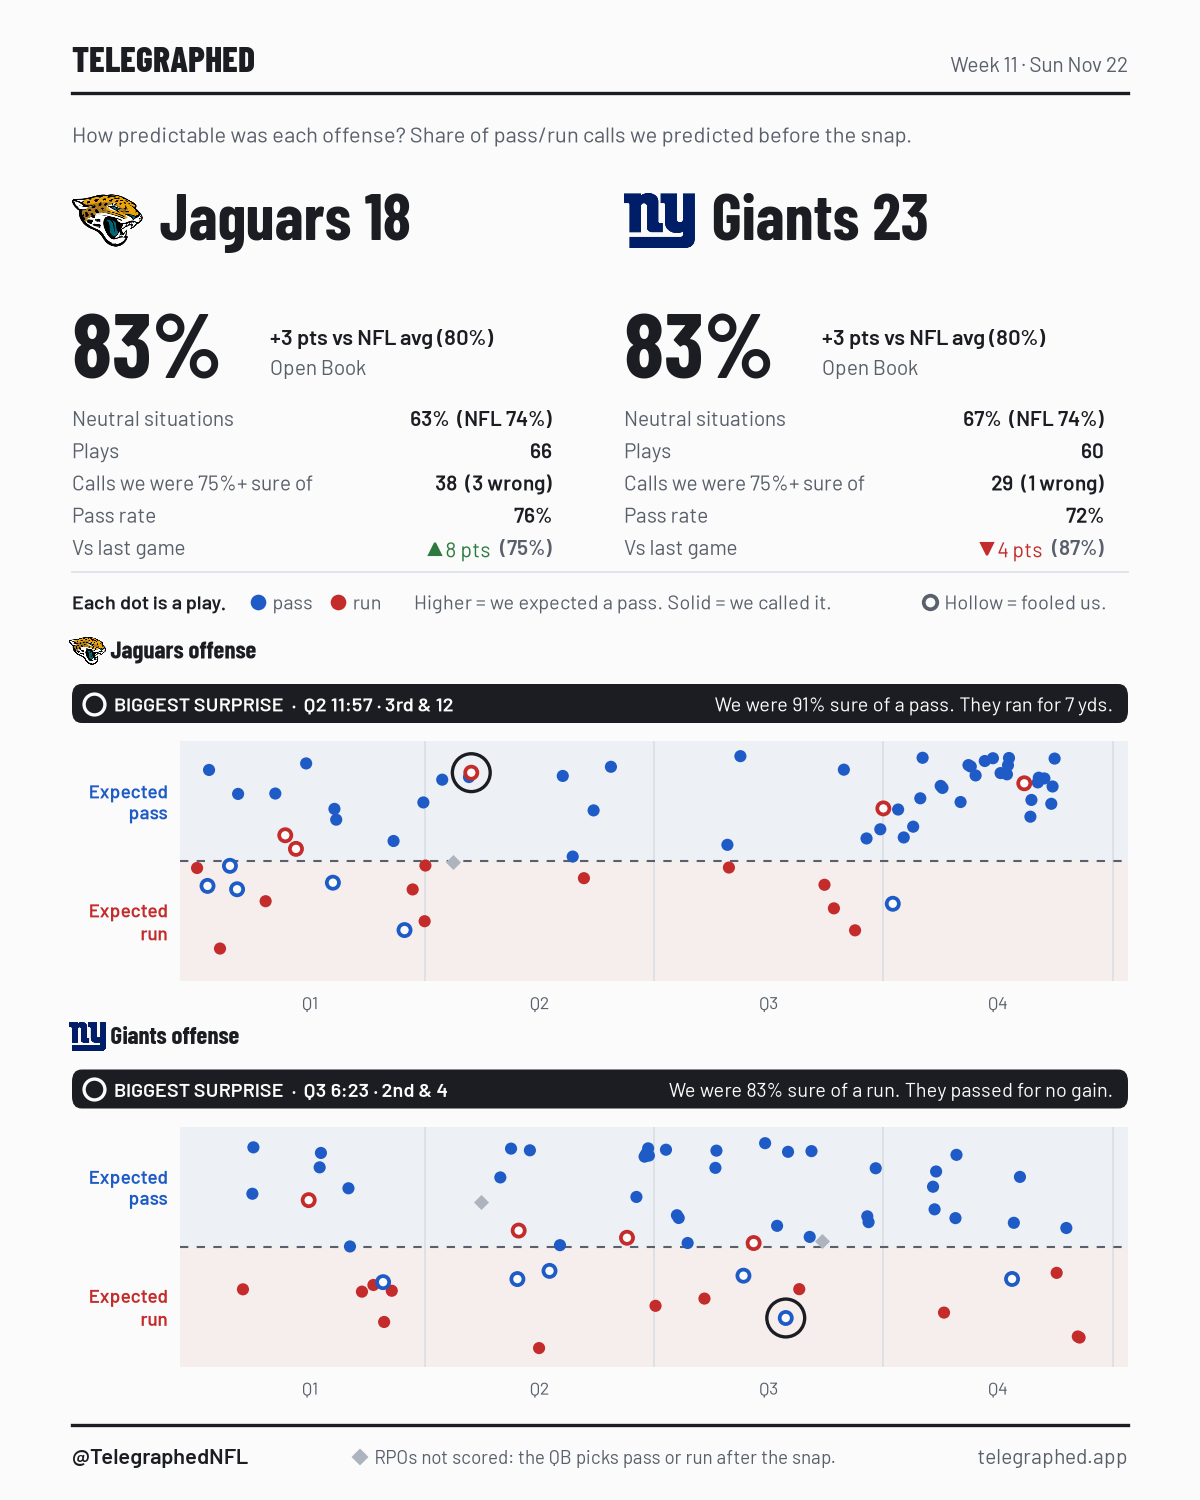 TELEGRAPHED
Week 11 · Sun Nov 22
How predictable was each offense? Share of pass/run calls we predicted before the snap.
Jaguars 18
ny Giants 23
83%
+3 pts vs NFL avg (80%)
Open Book
83%
+3 pts vs NFL avg (80%)
Open Book
Neutral situations 63% (NFL 74%)
Plays 66
Calls we were 75%+ sure of 38 (3 wrong)
Pass rate 76%
Vs last game ▲8 pts (75%)
Neutral situations 67% (NFL 74%)
Plays 60
Calls we were 75%+ sure of 29 (1 wrong)
Pass rate 72%
Vs last game ▼4 pts (87%)
Each dot is a play. pass run Higher = we expected a pass. Solid = we called it. Hollow = fooled us.
Jaguars offense
BIGGEST SURPRISE · Q2 11:57 · 3rd & 12 We were 91% sure of a pass. They ran for 7 yds.
Expected
pass
Expected
run
Q1 Q2 Q3 Q4
ny Giants offense
BIGGEST SURPRISE · Q3 6:23 · 2nd & 4 We were 83% sure of a run. They passed for no gain.
Expected
pass
Expected
run
Q1 Q2 Q3 Q4
@TelegraphedNFL RPOs not scored: the QB picks pass or run after the snap. telegraphed.app